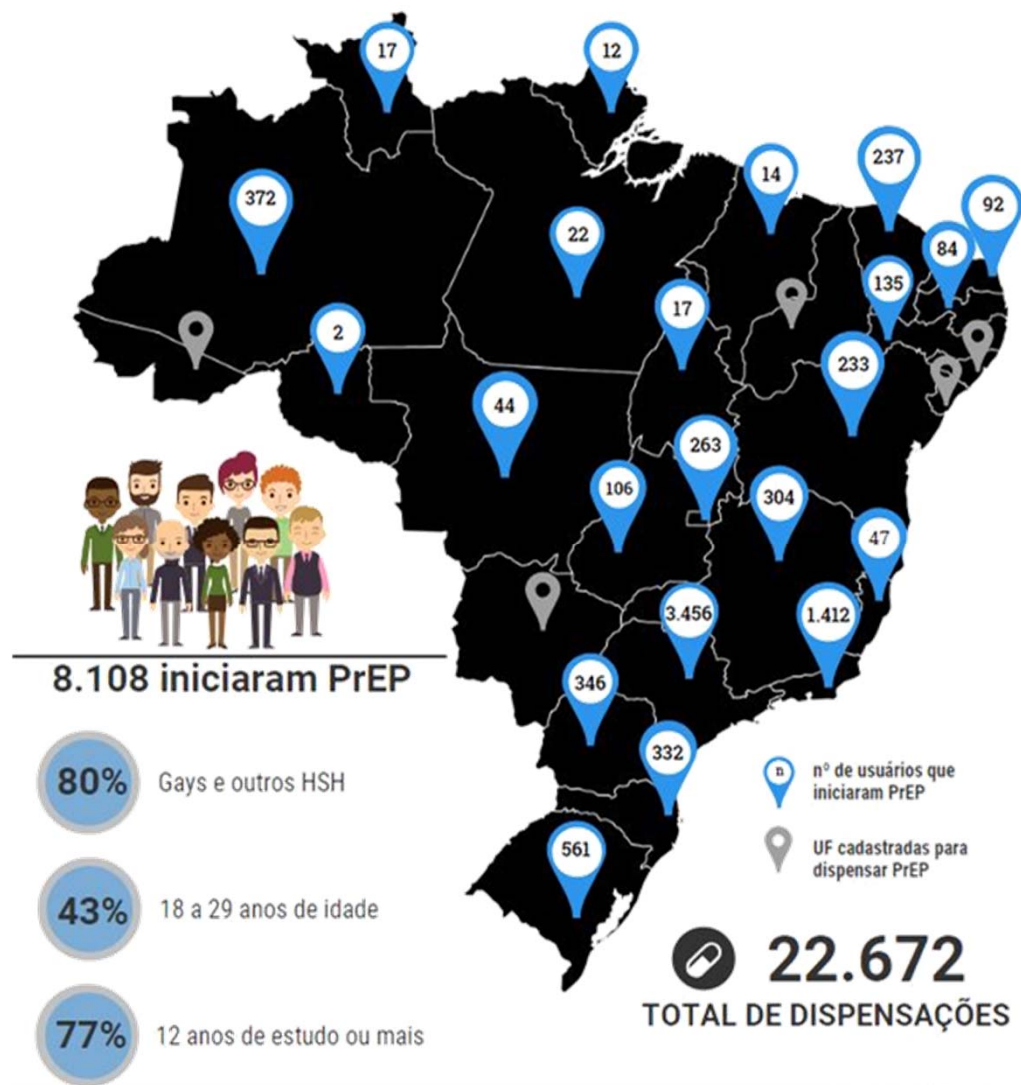 17
12
237
14
372
92
22
84
135
17
2
233
44
263
106
304
47
3.456
1.412
8.108 iniciaram PrEP
346
332
80%
Gays e outros HSH
n
nº de usuários que
iniciaram PrEP
561
UF cadastradas para
dispensar PrEP
43%
18 a 29 anos de idade
22.672
TOTAL DE DISPENSAÇÕES
77%
12 anos de estudo ou mais